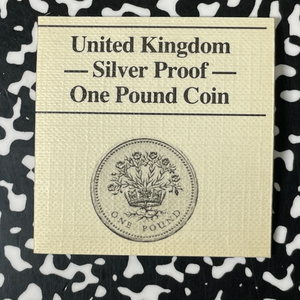 United Kingdom
— Silver Proof —
One Pound Coin
ONE POUND